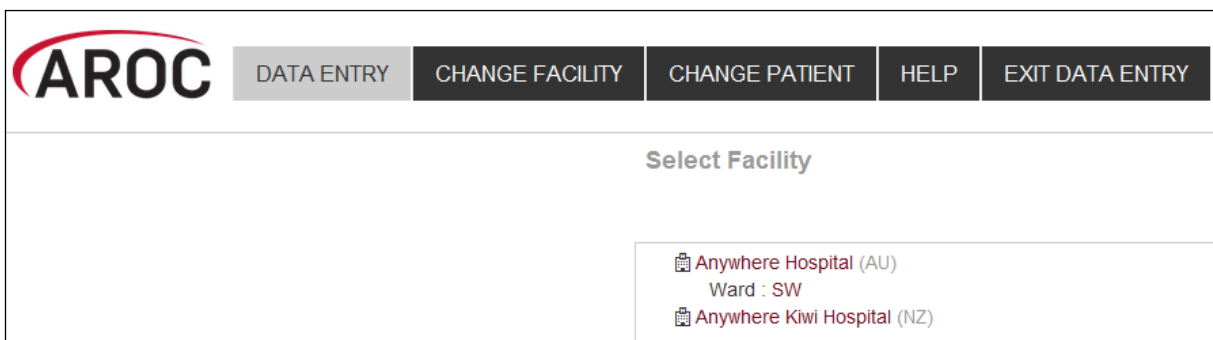 AROC DATA ENTRY CHANGE FACILITY CHANGE PATIENT HELP EXIT DATA ENTRY
Select Facility
Anywhere Hospital (AU)
Ward : SW
Anywhere Kiwi Hospital (NZ)